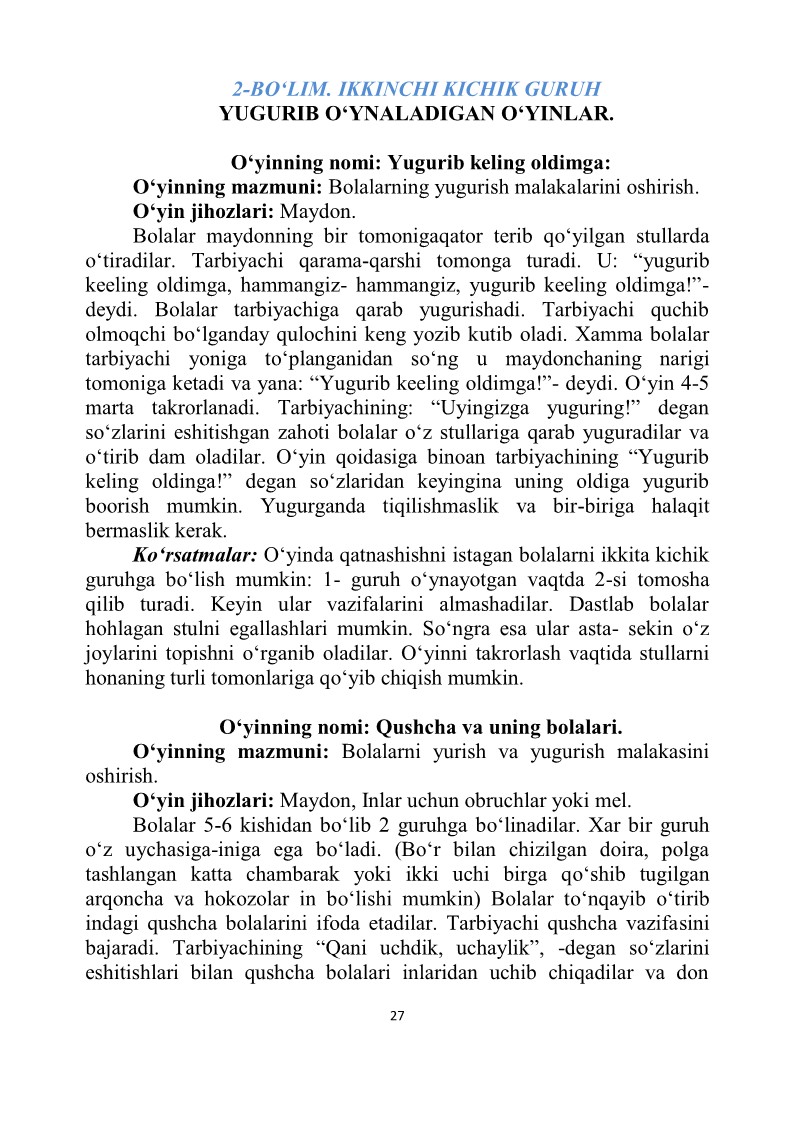 2-BO‘LIM. IKKINCHI KICHIK GURUH
YUGURIB O‘YNALADIGAN O‘YINLAR.
O‘yinning nomi: Yugurib keling oldimga:
O‘yinning mazmuni: Bolalarning yugurish malakalarini oshirish.
O‘yin jihozlari: Maydon.
Bolalar maydonning bir tomonigaqator terib qo‘yilgan stullarda
o‘tiradilar. Tarbiyachi qarama-qarshi tomonga turadi. U: “yugurib
keeling oldimga, hammangiz- hammangiz, yugurib keeling oldimga!”-
deydi. Bolalar tarbiyachiga qarab yugurishadi. Tarbiyachi quchib
olmoqchi bo‘lganday qulochini keng yozib kutib oladi. Xamma bolalar
tarbiyachi yoniga to‘planganidan so‘ng u maydonchaning narigi
tomoniga ketadi va yana: “Yugurib keeling oldimga!”- deydi. O‘yin 4-5
marta takrorlanadi. Tarbiyachining: “Uyingizga yuguring!” degan
so‘zlarini eshitishgan zahoti bolalar o‘z stullariga qarab yuguradilar va
o‘tirib dam oladilar. O‘yin qoidasiga binoan tarbiyachining “Yugurib
keling oldinga!” degan so‘zlaridan keyingina uning oldiga yugurib
boorish mumkin. Yugurganda tiqilishmaslik va bir-biriga halaqit
bermaslik kerak.
Ko‘rsatmalar: O‘yinda qatnashishni istagan bolalarni ikkita kichik
guruhga bo‘lish mumkin: 1- guruh o‘ynayotgan vaqtda 2-si tomosha
qilib turadi. Keyin ular vazifalarini almashadilar. Dastlab bolalar
hohlagan stulni egallashlari mumkin. So‘ngra esa ular asta- sekin o‘z
joylarini topishni o‘rganib oladilar. O‘yinni takrorlash vaqtida stullarni
honaning turli tomonlariga qo‘yib chiqish mumkin.
O‘yinning nomi: Qushcha va uning bolalari.
O‘yinning mazmuni: Bolalarni yurish va yugurish malakasini
oshirish.
O‘yin jihozlari: Maydon, Inlar uchun obruchlar yoki mel.
Bolalar 5-6 kishidan bo‘lib 2 guruhga bo‘linadilar. Xar bir guruh
o‘z uychasiga-iniga ega bo‘ladi. (Bo‘r bilan chizilgan doira, polga
tashlangan katta chambarak yoki ikki uchi birga qo‘shib tugilgan
arqoncha va hokozolar in bo‘lishi mumkin) Bolalar to‘nqayib o‘tirib
indagi qushcha bolalarini ifoda etadilar. Tarbiyachi qushcha vazifasini
bajaradi. Tarbiyachining “Qani uchdik, uchaylik”, -degan so‘zlarini
eshitishlari bilan qushcha bolalari inlaridan uchib chiqadilar va don
27